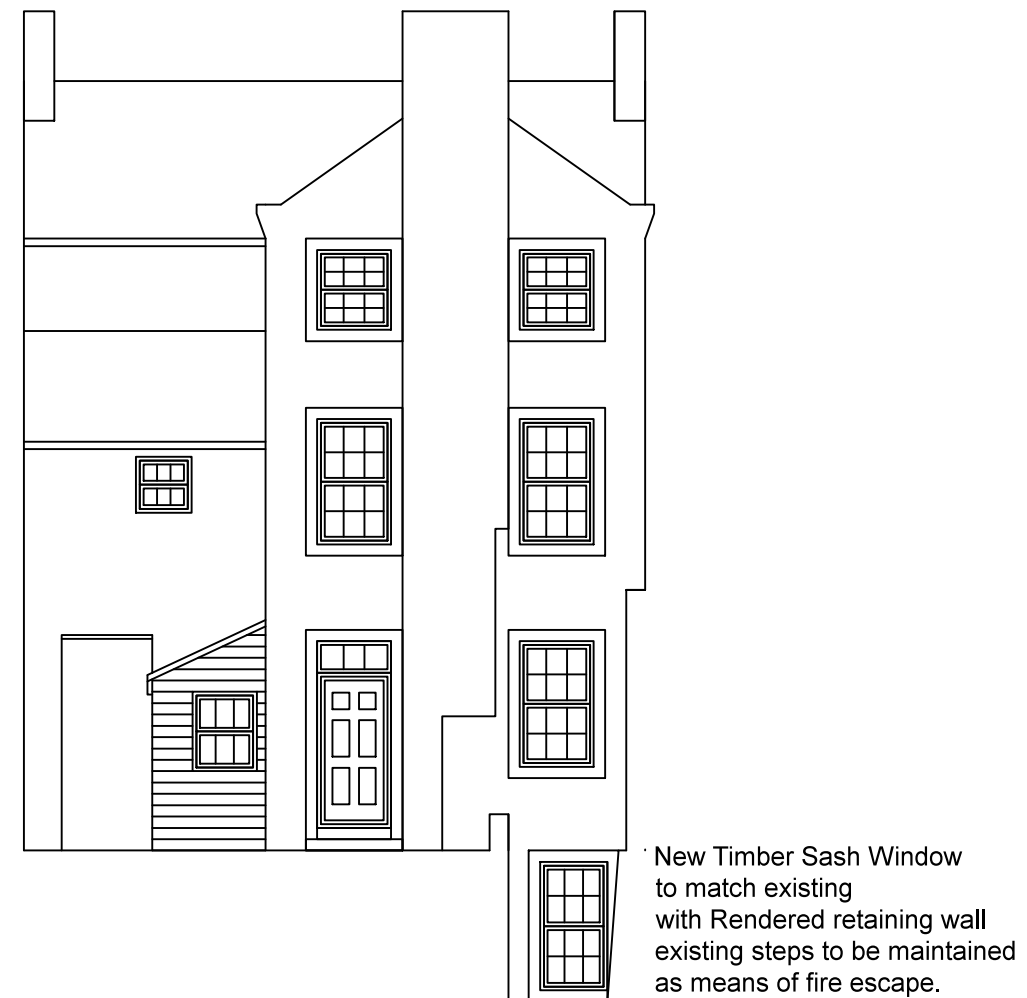 New Timber Sash Window
to match existing
with Rendered retaining wall
existing steps to be maintained
as means of fire escape.